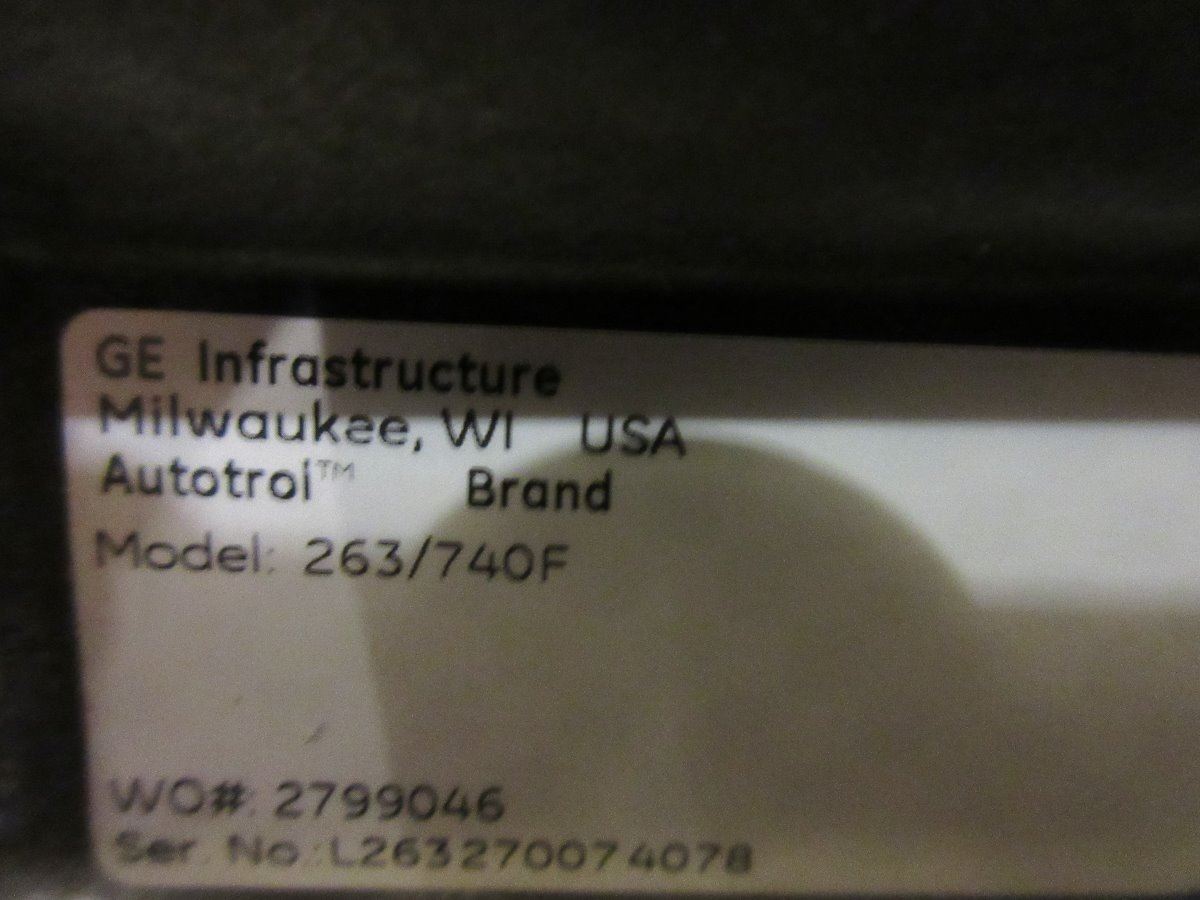 GE Infrastructure
Milwaukee, WI USA
Autotrol™ Brand
Model: 263/740F
WO#: 2799046
Ser. No.: L263270074078